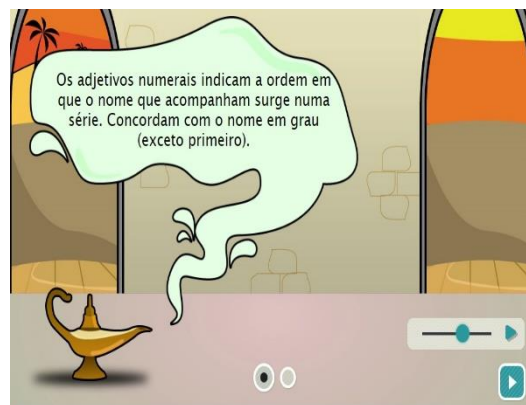 Os adjetivos numerais indicam a ordem em
que o nome que acompanham surge numa
série. Concordam com o nome em grau
(exceto primeiro).